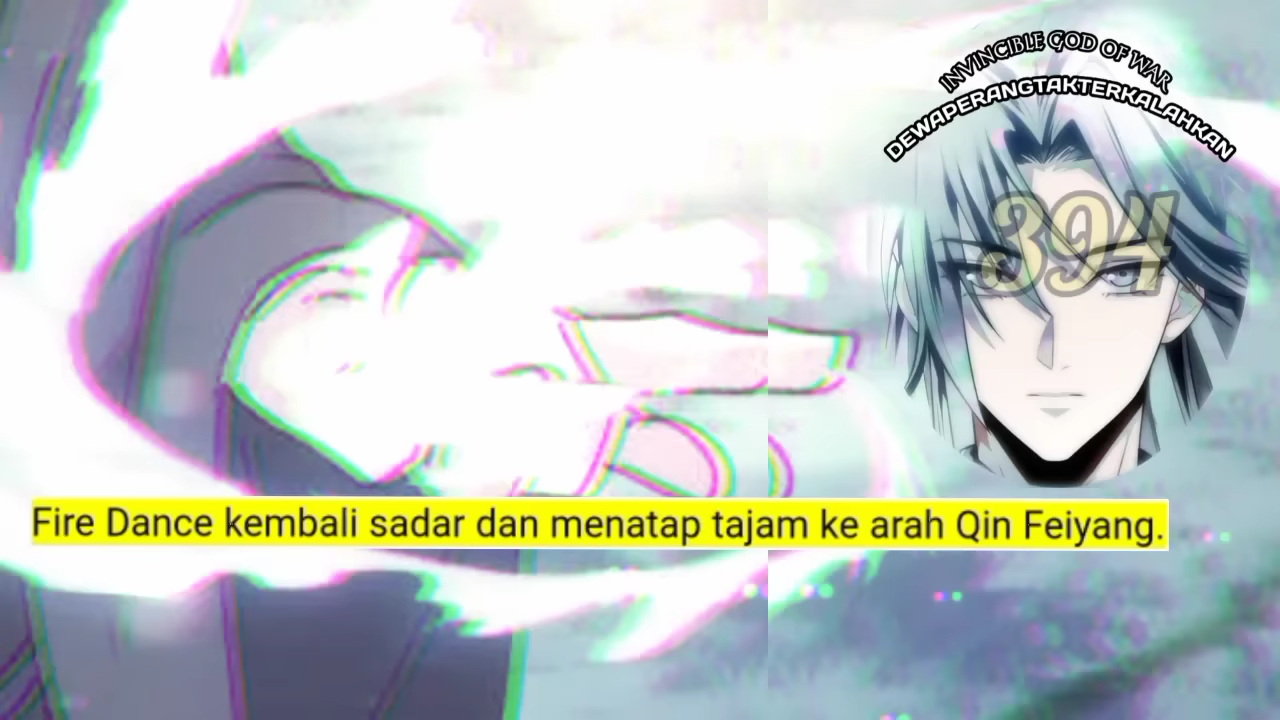 INVINCIBLE GOD OF WAR
DEWAPERANGTAKTERKALAHKAN
394
Fire Dance kembali sadar dan menatap tajam ke arah Qin Feiyang.